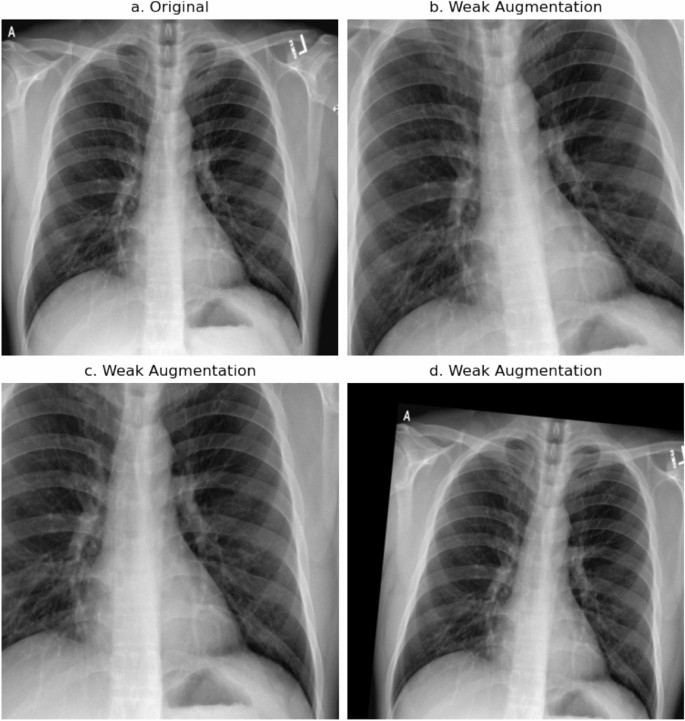 a. Original
b. Weak Augmentation
A
c. Weak Augmentation
d. Weak Augmentation
A